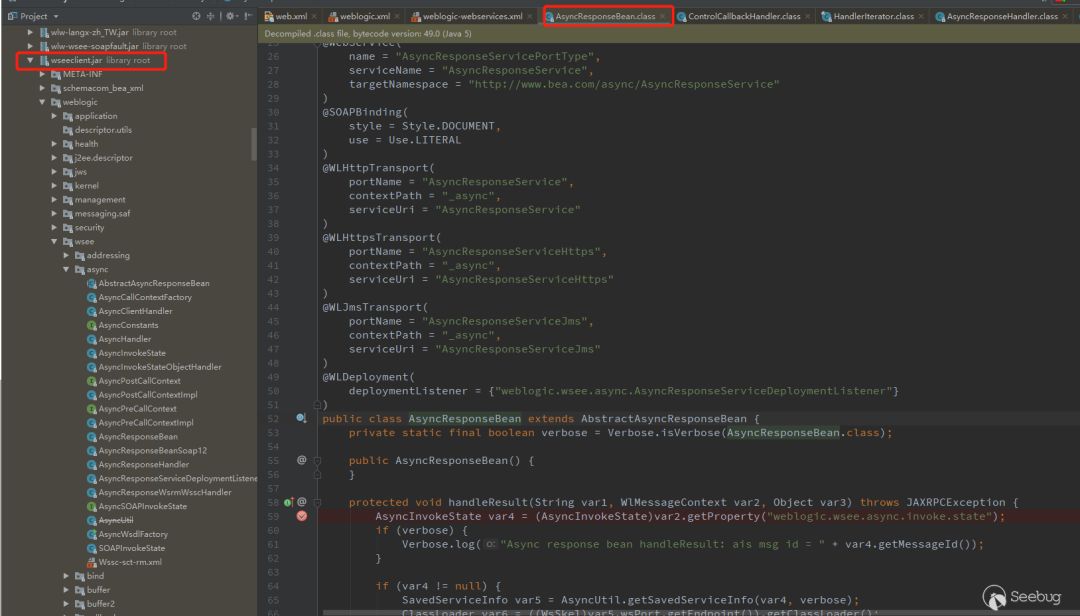 Project
wlw-langx-zh_TW.jar library root
wlw-wsee-soapfault.jar library root
wseeclient.jar library root
META-INF
schemacom_bea_xml
weblogic
application
descriptor.utils
health
j2ee.descriptor
jws
kernel
management
messaging.saf
security
wsee
addressing
async
AbstractAsyncResponseBean
AsyncCallContextFactory
AsyncClientHandler
AsyncConstants
AsyncHandler
AsyncInvokeState
AsyncInvokeStateObjectHandler
AsyncPostCallContext
AsyncPostCallContextImpl
AsyncPreCallContext
AsyncPreCallContextImpl
AsyncResponseBean
AsyncResponseBeanSoap12
AsyncResponseHandler
AsyncResponseServiceDeploymentListene
AsyncResponseWsrmWsscHandler
AsyncSOAPInvokeState
AsyncUtil
AsyncWsdlFactory
SOAPInvokeState
Wssc-sct-rm.xml
bind
buffer
buffer2
web.xml
weblogic.xml
weblogic-webservices.xml
AsyncResponseBean.class
ControlCallbackHandler.class
HandlerIterator.class
AsyncResponseHandler.class
Decompiled .class file, bytecode version: 49.0 (Java 5)
25 @WebService(
26 name = "AsyncResponseServicePortType",
27 serviceName = "AsyncResponseService",
28 targetNamespace = "http://www.bea.com/async/AsyncResponseService"
29 )
30 @SOAPBinding(
31 style = Style.DOCUMENT,
32 use = Use.LITERAL
33 )
34 @WLHttpTransport(
35 portName = "AsyncResponseService",
36 contextPath = "_async",
37 serviceUri = "AsyncResponseService"
38 )
39 @WLHttpsTransport(
40 portName = "AsyncResponseServiceHttps",
41 contextPath = "_async",
42 serviceUri = "AsyncResponseServiceHttps"
43 )
44 @WLJmsTransport(
45 portName = "AsyncResponseServiceJms",
46 contextPath = "_async",
47 serviceUri = "AsyncResponseServiceJms"
48 )
49 @WLDeployment(
50 deploymentListener = {"weblogic.wsee.async.AsyncResponseServiceDeploymentListener"}
51 )
52 public class AsyncResponseBean extends AbstractAsyncResponseBean {
53 private static final boolean verbose = Verbose.isVerbose(AsyncResponseBean.class);
54
55 public AsyncResponseBean() {
56 }
57
58 protected void handleResult(String var1, WlMessageContext var2, Object var3) throws JAXRPCException {
59 AsyncInvokeState var4 = (AsyncInvokeState)var2.getProperty("weblogic.wsee.async.invoke.state");
60 if (verbose) {
61 Verbose.log( o: "Async response bean handleResult: ais msg id = " + var4.getMessageId());
62 }
63
64 if (var4 != null) {
65 SavedServiceInfo var5 = AsyncUtil.getSavedServiceInfo(var4, verbose);
66 ClassLoader var6 = ((WsSkel)var5.wsPort.getEndpoint()).getClassLoader();
Seebug